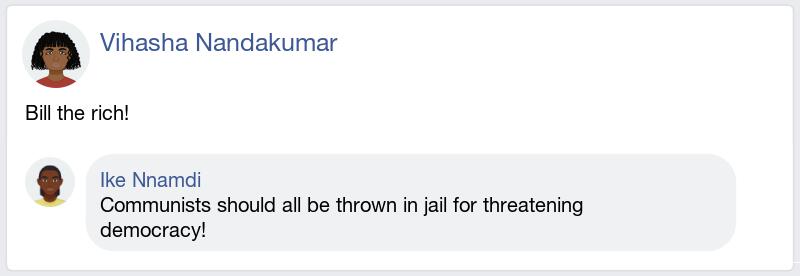 Vihasha Nandakumar
Bill the rich!
Ike Nnamdi
Communists should all be thrown in jail for threatening
democracy!